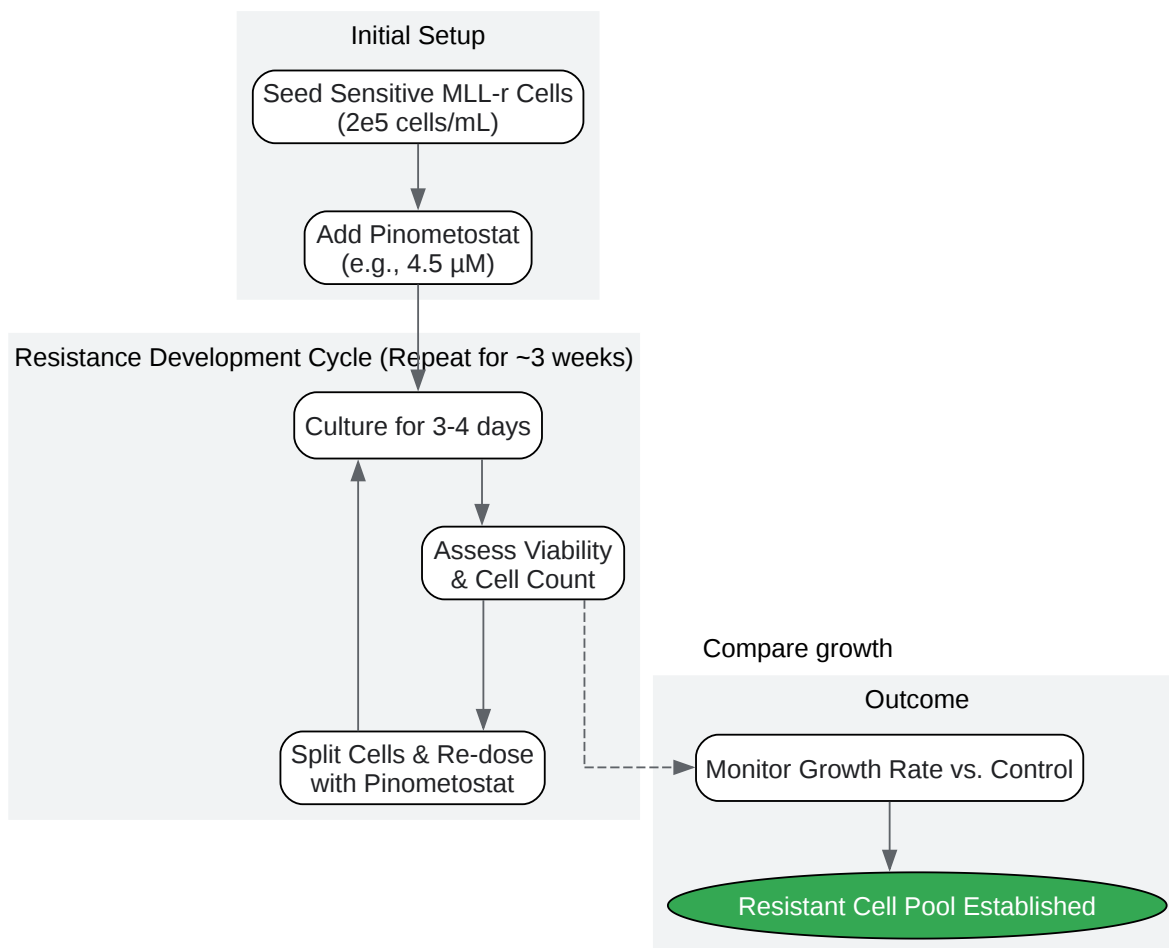 Initial Setup
Seed Sensitive MLL-r Cells
(2e5 cells/mL)
Add Pinometostat
(e.g., 4.5 µM)
Resistance Development Cycle (Repeat for ~3 weeks)
Culture for 3-4 days
Assess Viability
& Cell Count
Split Cells & Re-dose
with Pinometostat
Compare growth
Outcome
Monitor Growth Rate vs. Control
Resistant Cell Pool Established